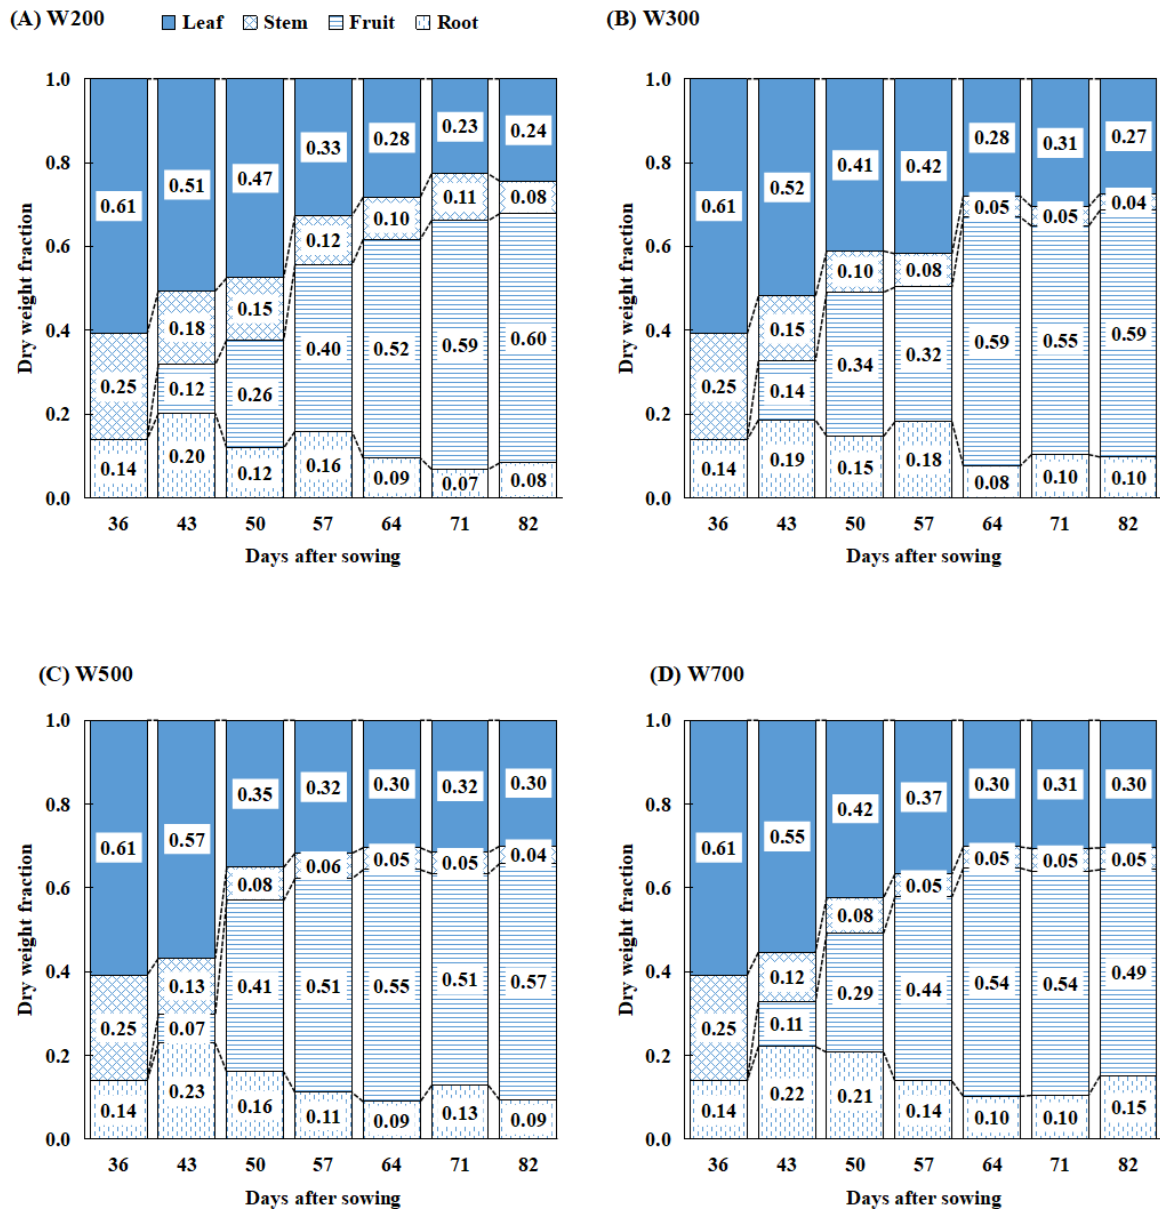 (A) W200 Leaf Stem Fruit Root
1.0
0.8
0.6
0.4
0.2
0.0
Dry weight fraction
0.61 0.51 0.47 0.33 0.28 0.23 0.24
0.25 0.18 0.15 0.12 0.10 0.11 0.08
0.12 0.26 0.40 0.52 0.59 0.60
0.14 0.20 0.12 0.16 0.09 0.07 0.08
36 43 50 57 64 71 82
Days after sowing
(B) W300
1.0
0.8
0.6
0.4
0.2
0.0
Dry weight fraction
0.61 0.52 0.41 0.42 0.28 0.31 0.27
0.25 0.15 0.10 0.08 0.05 0.05 0.04
0.14 0.34 0.32 0.59 0.55 0.59
0.14 0.19 0.15 0.18 0.08 0.10 0.10
36 43 50 57 64 71 82
Days after sowing
(C) W500
1.0
0.8
0.6
0.4
0.2
0.0
Dry weight fraction
0.61 0.57 0.35 0.32 0.30 0.32 0.30
0.25 0.13 0.08 0.06 0.05 0.05 0.04
0.07 0.41 0.51 0.55 0.51 0.57
0.14 0.23 0.16 0.11 0.09 0.13 0.09
36 43 50 57 64 71 82
Days after sowing
(D) W700
1.0
0.8
0.6
0.4
0.2
0.0
Dry weight fraction
0.61 0.55 0.42 0.37 0.30 0.31 0.30
0.25 0.12 0.08 0.05 0.05 0.05 0.05
0.11 0.29 0.44 0.54 0.54 0.49
0.14 0.22 0.21 0.14 0.10 0.10 0.15
36 43 50 57 64 71 82
Days after sowing